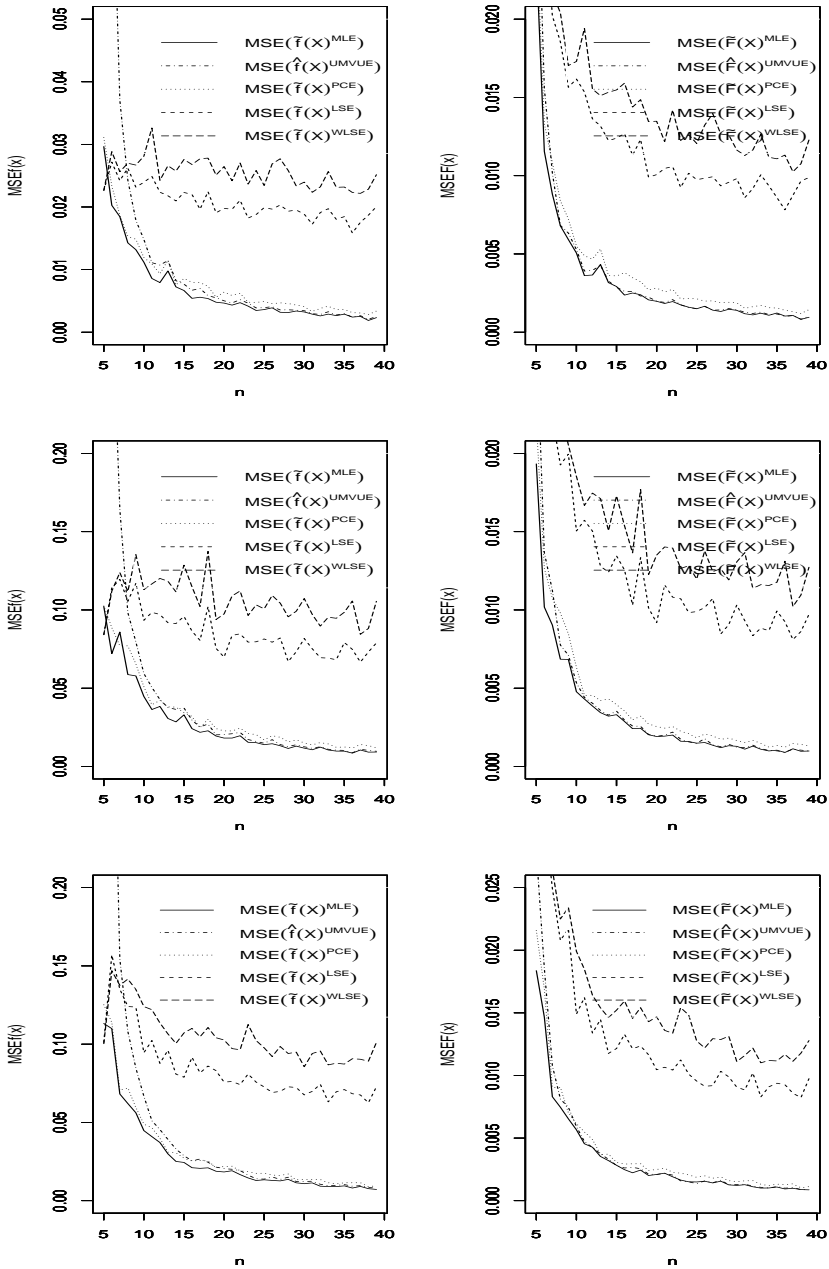 MSEf(x)
0.05
0.04
0.03
0.02
0.01
0.00
MSE(f̃(X)^MLE)
MSE(f̂(X)^UMVUE)
MSE(f̃(X)^PCE)
MSE(f̃(X)^LSE)
MSE(f̃(X)^WLSE)
5 10 15 20 25 30 35 40
n
MSEF(x)
0.020
0.015
0.010
0.005
0.000
MSE(F̃(X)^MLE)
MSE(F̂(X)^UMVUE)
MSE(F̃(X)^PCE)
MSE(F̃(X)^LSE)
MSE(F̃(X)^WLSE)
5 10 15 20 25 30 35 40
n
MSEf(x)
0.20
0.15
0.10
0.05
0.00
MSE(f̃(X)^MLE)
MSE(f̂(X)^UMVUE)
MSE(f̃(X)^PCE)
MSE(f̃(X)^LSE)
MSE(f̃(X)^WLSE)
5 10 15 20 25 30 35 40
n
MSEF(x)
0.020
0.015
0.010
0.005
0.000
MSE(F̃(X)^MLE)
MSE(F̂(X)^UMVUE)
MSE(F̃(X)^PCE)
MSE(F̃(X)^LSE)
MSE(F̃(X)^WLSE)
5 10 15 20 25 30 35 40
n
MSEf(x)
0.20
0.15
0.10
0.05
0.00
MSE(f̃(X)^MLE)
MSE(f̂(X)^UMVUE)
MSE(f̃(X)^PCE)
MSE(f̃(X)^LSE)
MSE(f̃(X)^WLSE)
5 10 15 20 25 30 35 40
n
MSEF(x)
0.025
0.020
0.015
0.010
0.005
0.000
MSE(F̃(X)^MLE)
MSE(F̂(X)^UMVUE)
MSE(F̃(X)^PCE)
MSE(F̃(X)^LSE)
MSE(F̃(X)^WLSE)
5 10 15 20 25 30 35 40
n